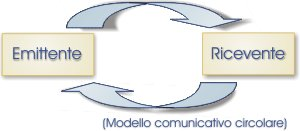 Emittente
Ricevente
(Modello comunicativo circolare)